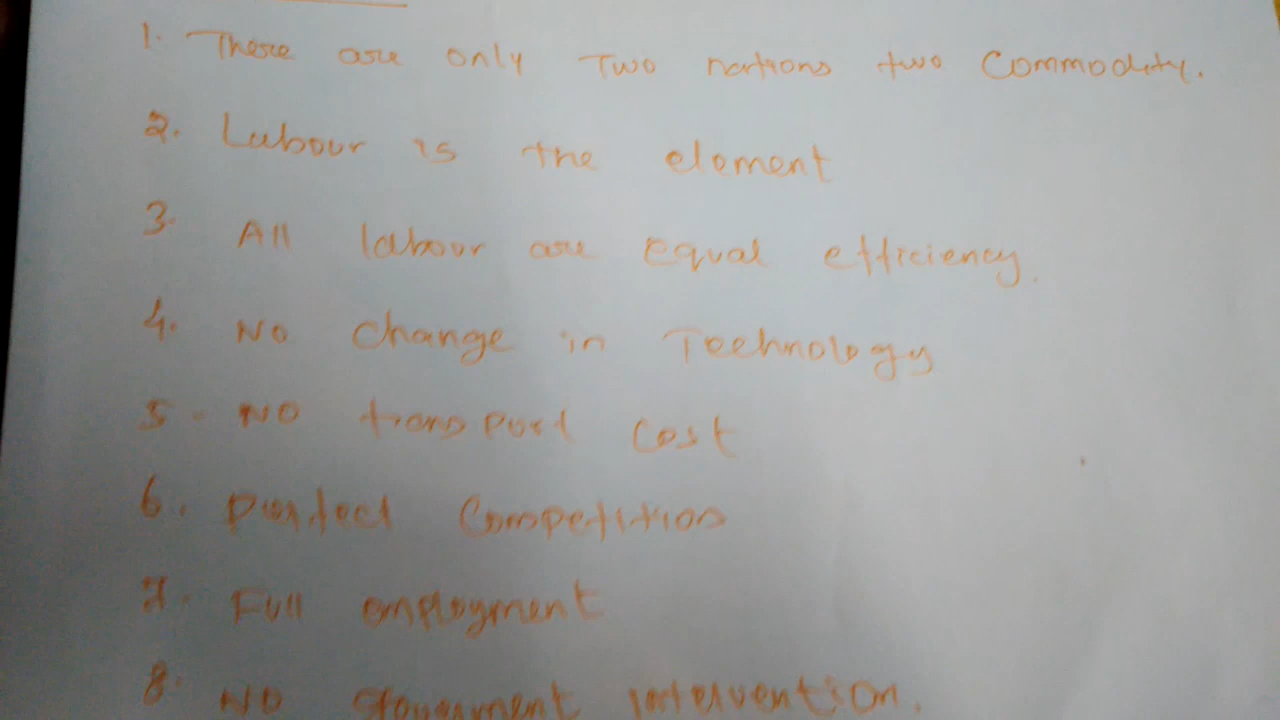 1. There are only Two nations two Commodity.
2. Labour is the element
3. All labour are equal efficiency.
4. No change in Technology
5. No transport cost
6. Perfect Competition
7. Full employment
8. No government intervention.